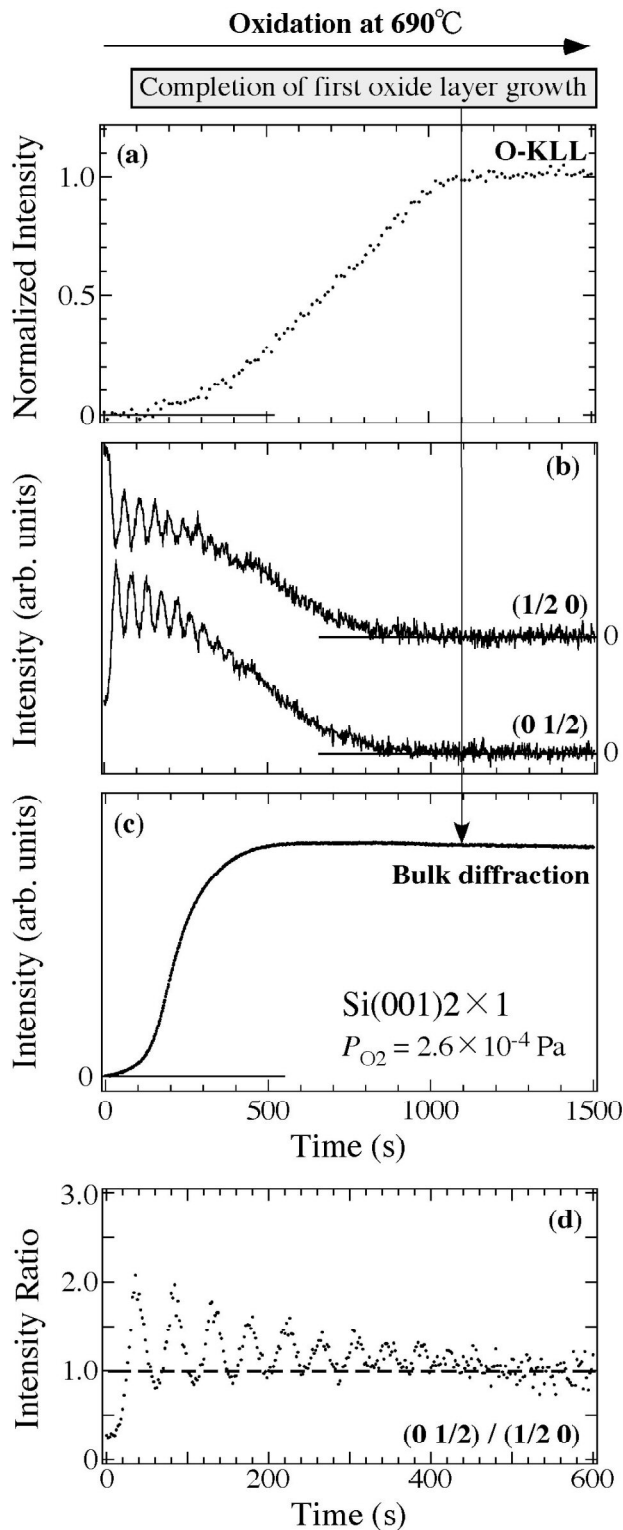 Oxidation at 690℃
Completion of first oxide layer growth
(a)
O-KLL
Normalized Intensity
1.0
0.5
0
(b)
Intensity (arb. units)
(1/2 0)
0
(0 1/2)
0
(c)
Intensity (arb. units)
Bulk diffraction
Si(001)2×1
P_O2 = 2.6×10⁻⁴ Pa
0
0 500 1000 1500
Time (s)
3.0
(d)
Intensity Ratio
2.0
1.0
(0 1/2) / (1/2 0)
0
0 200 400 600
Time (s)